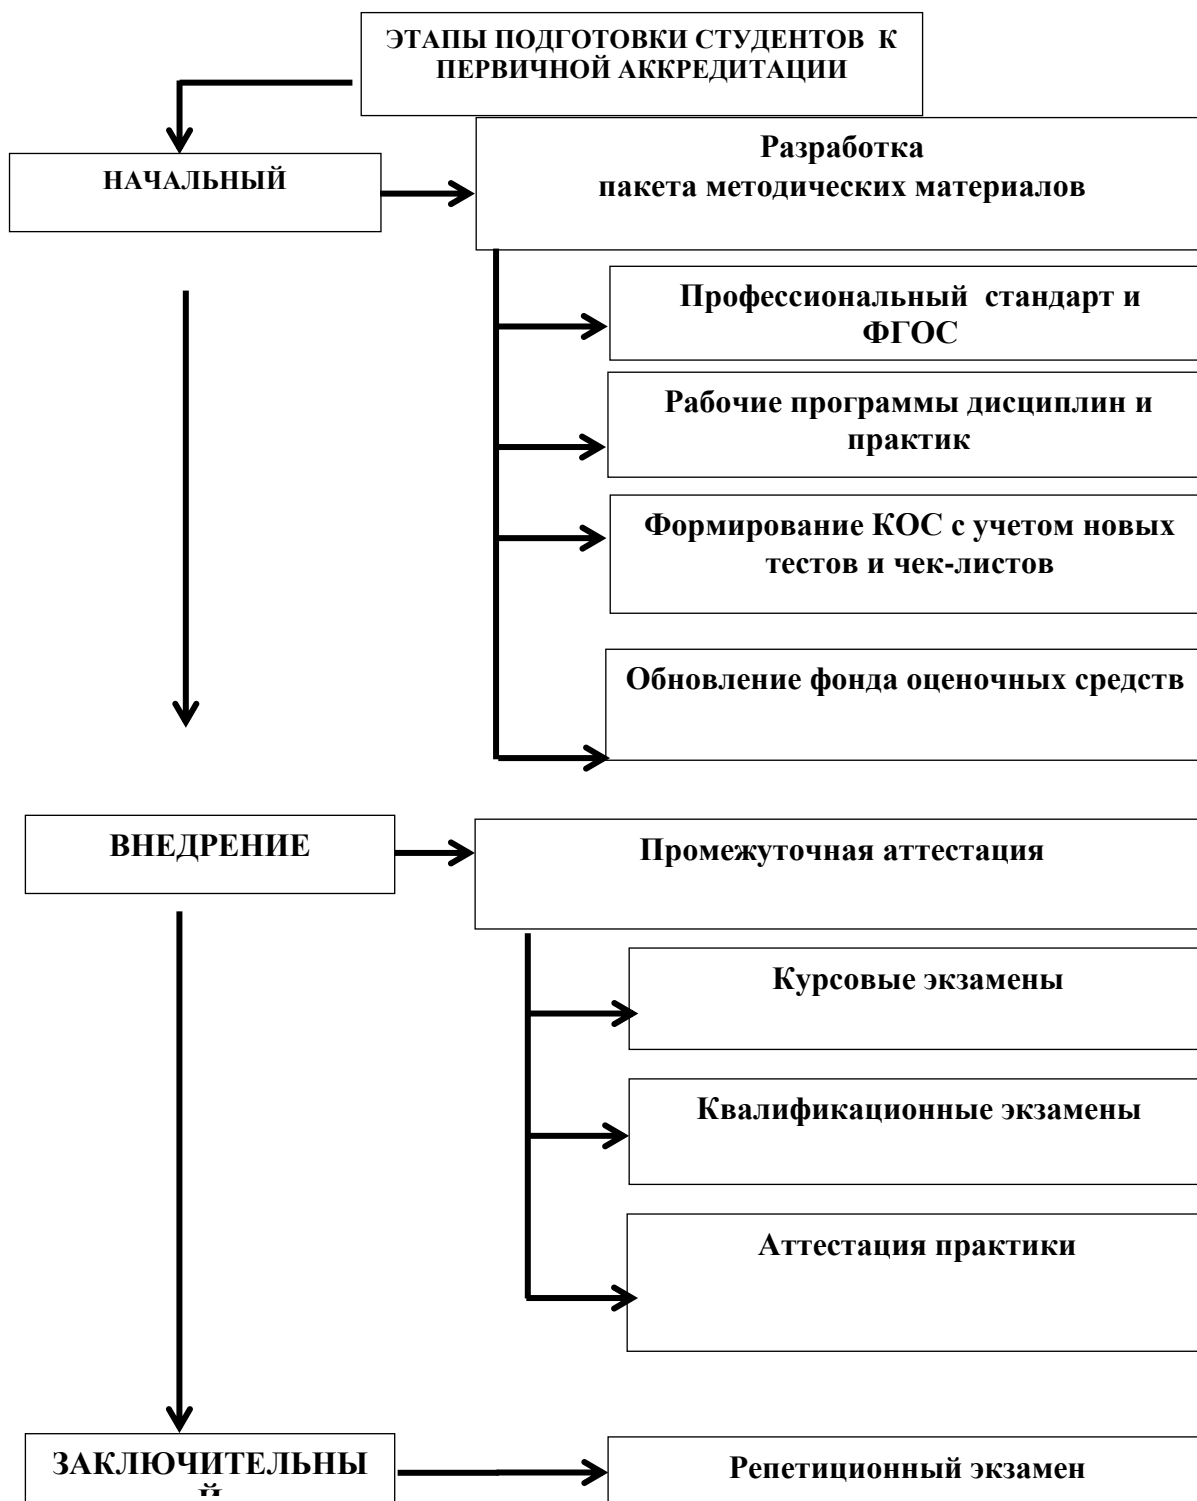 ЭТАПЫ ПОДГОТОВКИ СТУДЕНТОВ К
ПЕРВИЧНОЙ АККРЕДИТАЦИИ
НАЧАЛЬНЫЙ
Разработка
пакета методических материалов
Профессиональный стандарт и
ФГОС
Рабочие программы дисциплин и
практик
Формирование КОС с учетом новых
тестов и чек-листов
Обновление фонда оценочных средств
ВНЕДРЕНИЕ
Промежуточная аттестация
Курсовые экзамены
Квалификационные экзамены
Аттестация практики
ЗАКЛЮЧИТЕЛЬНЫ
Й
Репетиционный экзамен